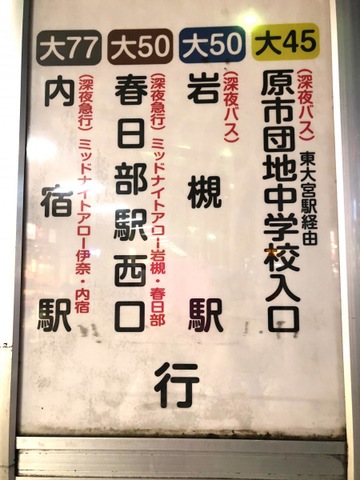 大45
(深夜バス)
東大宮駅経由
原市団地中学校入口
大50
(深夜バス)
岩槻駅
大50
(深夜急行)ミッドナイトアロー岩槻・春日部
春日部駅西口
大77
(深夜急行)ミッドナイトアロー伊奈・内宿
内宿駅
行